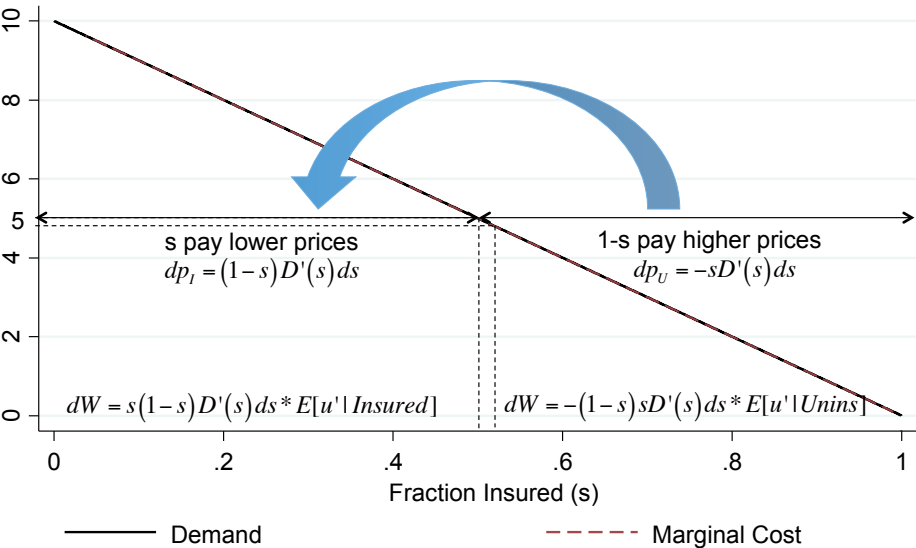 10
8
6
5
4
2
0
s pay lower prices
dp_I = (1−s)D'(s)ds
1-s pay higher prices
dp_U = −sD'(s)ds
dW = s(1−s)D'(s)ds * E[u' | Insured]
dW = −(1−s)sD'(s)ds * E[u' | Unins]
0 .2 .4 .6 .8 1
Fraction Insured (s)
Demand Marginal Cost